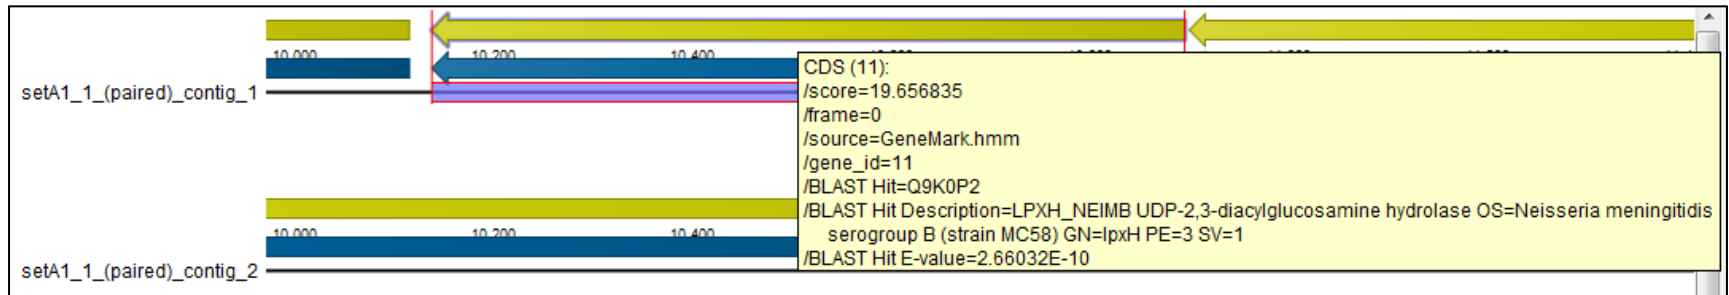 10,000 10,200 10,400
CDS (11):
setA1_1_(paired)_contig_1
/score=19.656835
/frame=0
/source=GeneMark.hmm
/gene_id=11
/BLAST Hit=Q9K0P2
/BLAST Hit Description=LPXH_NEIMB UDP-2,3-diacylglucosamine hydrolase OS=Neisseria meningitidis
serogroup B (strain MC58) GN=lpxH PE=3 SV=1
/BLAST Hit E-value=2.66032E-10
10,000 10,200 10,400
setA1_1_(paired)_contig_2